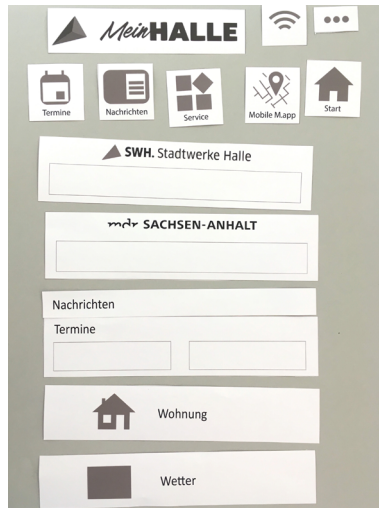 MeinHALLE
Termine
Nachrichten
Service
Mobile M.app
Start
SWH. Stadtwerke Halle
mdr SACHSEN-ANHALT
Nachrichten
Termine
Wohnung
Wetter